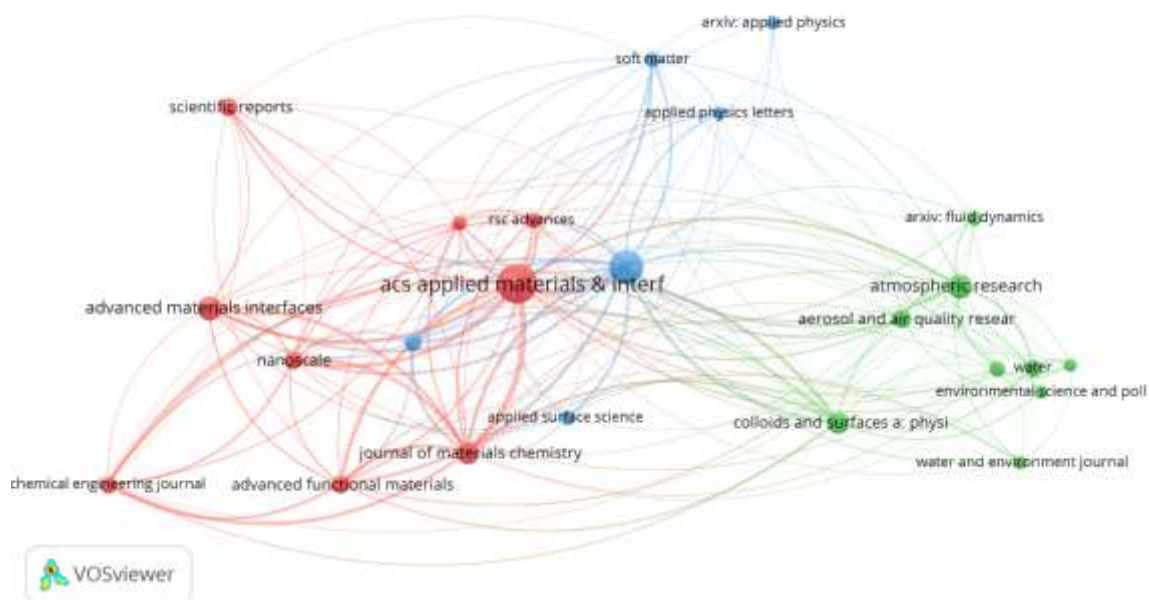 arxiv: applied physics
soft matter
scientific reports
applied physics letters
rsc advances
arxiv: fluid dynamics
acs applied materials & interf
atmospheric research
advanced materials interfaces
aerosol and air quality resear
nanoscale
water
environmental science and poll
applied surface science
colloids and surfaces a: physi
journal of materials chemistry
water and environment journal
chemical engineering journal
advanced functional materials
VOSviewer